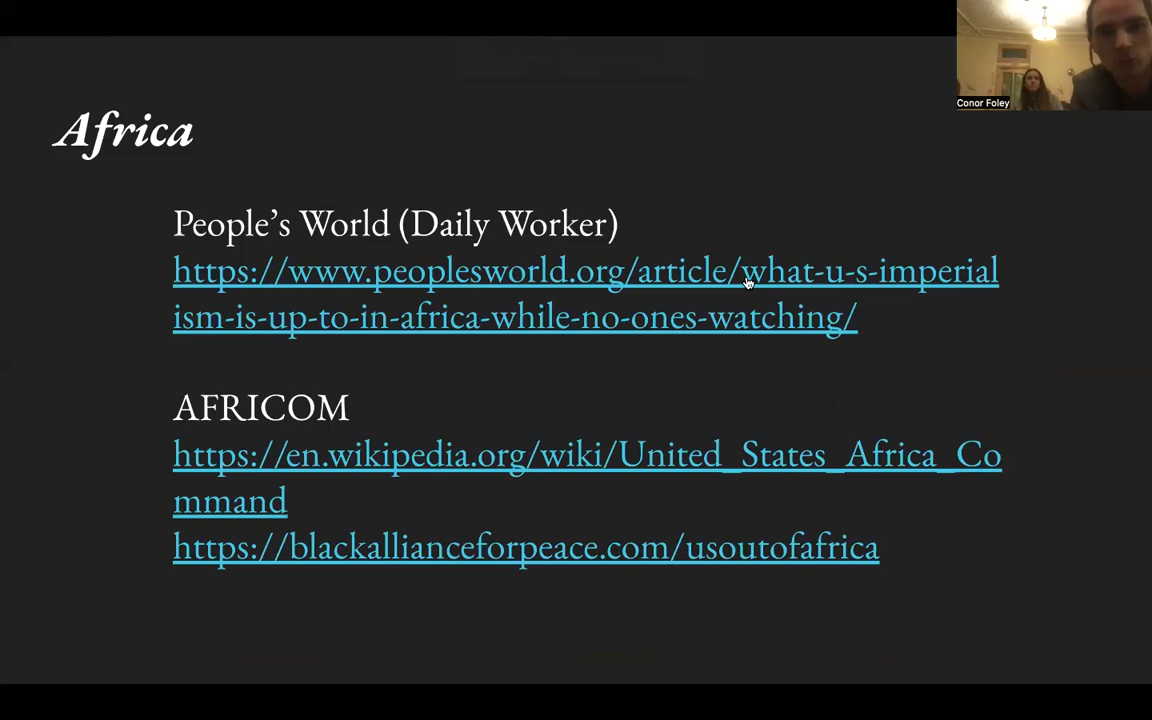 Conor Foley
Africa
People’s World (Daily Worker)
https://www.peoplesworld.org/article/what-u-s-imperial
ism-is-up-to-in-africa-while-no-ones-watching/
AFRICOM
https://en.wikipedia.org/wiki/United_States_Africa_Co
mmand
https://blackallianceforpeace.com/usoutofafrica